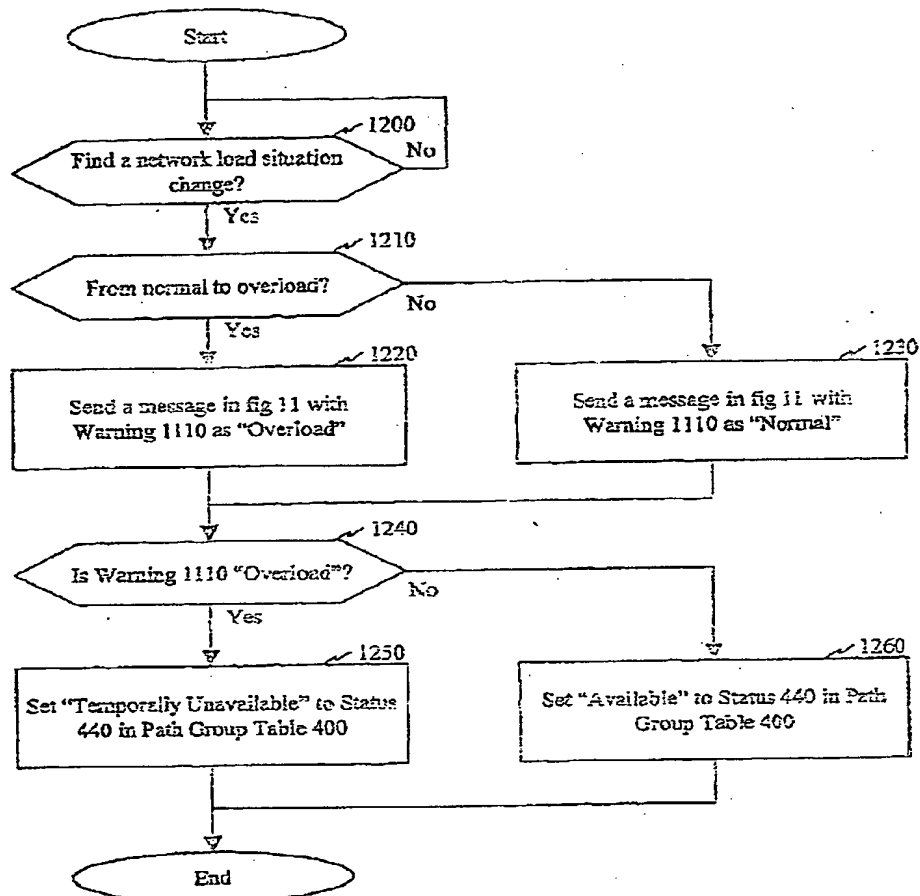 Start
1200
Find a network load situation
change?
No
Yes
1210
From normal to overload?
No
Yes
1220
1230
Send a message in fig 11 with
Warning 1110 as “Overload”
Send a message in fig 11 with
Warning 1110 as “Normal”
1240
Is Warning 1110 “Overload”?
No
Yes
1250
1260
Set “Temporally Unavailable” to Status
440 in Path Group Table 400
Set “Available” to Status 440 in Path
Group Table 400
End